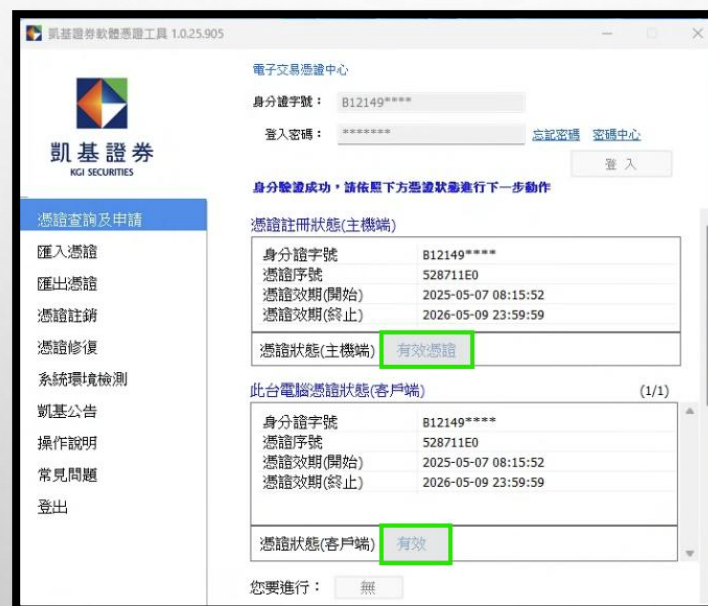 凱基證券軟體憑證工具 1.0.25.905
電子交易憑證中心
身分證字號： B12149****
登入密碼： ******* 忘記密碼 密碼中心
登 入
身分驗證成功，請依照下方憑證狀態進行下一步動作
凱基證券
KGI SECURITIES
憑證查詢及申請
匯入憑證
匯出憑證
憑證註銷
憑證修復
系統環境檢測
凱基公告
操作說明
常見問題
登出
憑證註冊狀態(主機端)
身分證字號 B12149****
憑證序號 528711E0
憑證效期(開始) 2025-05-07 08:15:52
憑證效期(終止) 2026-05-09 23:59:59
憑證狀態(主機端) 有效憑證
此台電腦憑證狀態(客戶端) (1/1)
身分證字號 B12149****
憑證序號 528711E0
憑證效期(開始) 2025-05-07 08:15:52
憑證效期(終止) 2026-05-09 23:59:59
憑證狀態(客戶端) 有效
您要進行： 無